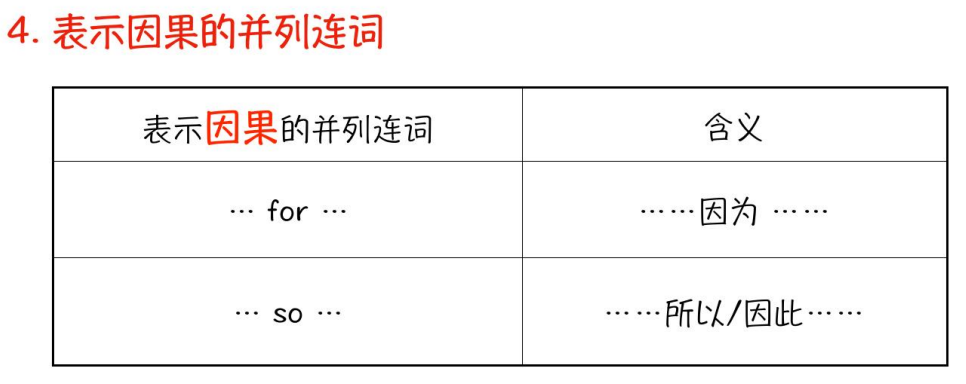 4. 表示因果的并列连词
表示因果的并列连词 含义
… for … ……因为 ……
… so … ……所以/因此……